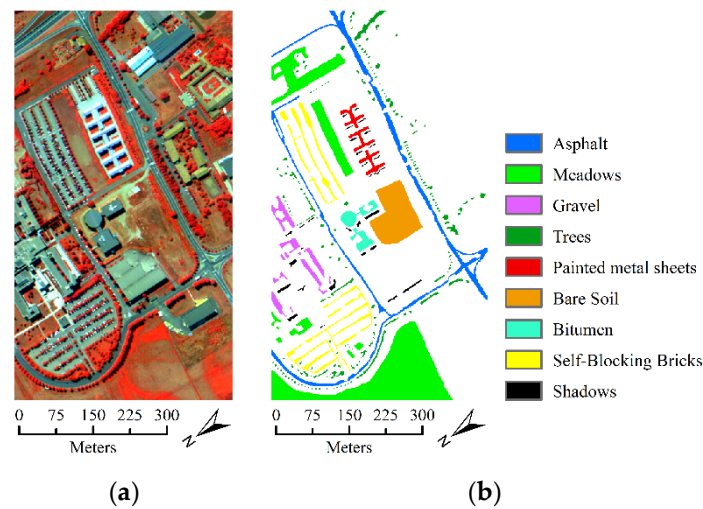 Asphalt
Meadows
Gravel
Trees
Painted metal sheets
Bare Soil
Bitumen
Self-Blocking Bricks
Shadows
0 75 150 225 300
Meters
N
0 75 150 225 300
Meters
N
(a)
(b)